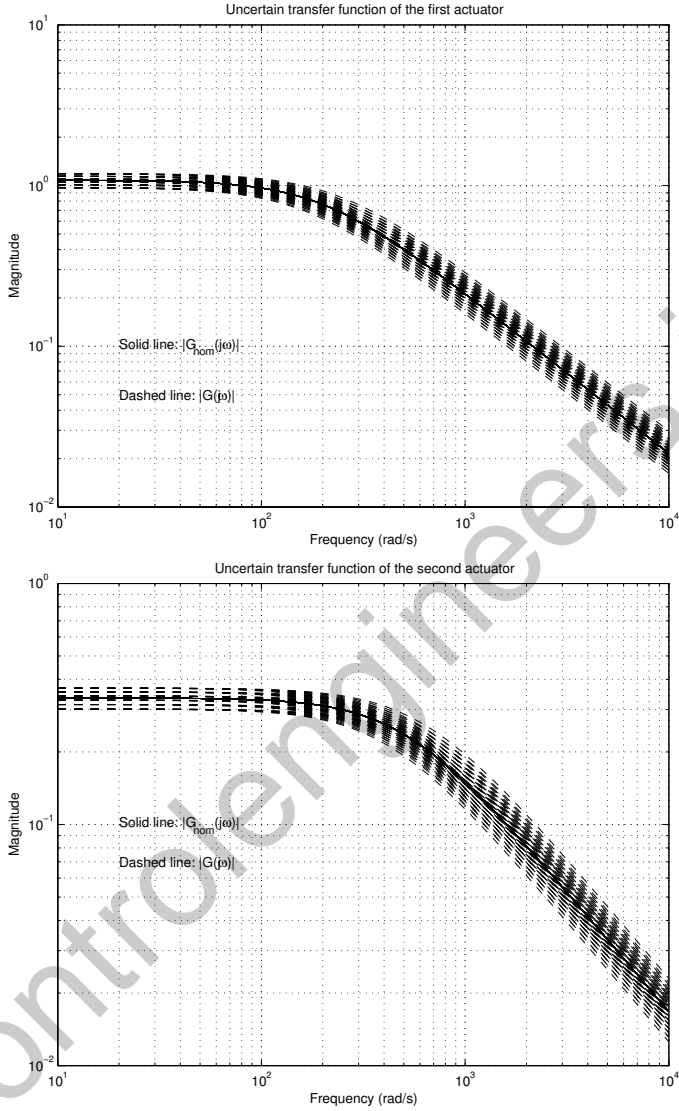 Uncertain transfer function of the first actuator
10^1
10^0
10^−1
10^−2
Magnitude
Solid line: |G_nom(jω)|
Dashed line: |G(jω)|
10^1 10^2 10^3 10^4
Frequency (rad/s)
Uncertain transfer function of the second actuator
10^0
10^−1
10^−2
Magnitude
Solid line: |G_nom(jω)|
Dashed line: |G(jω)|
10^1 10^2 10^3 10^4
Frequency (rad/s)
ontrolengineers